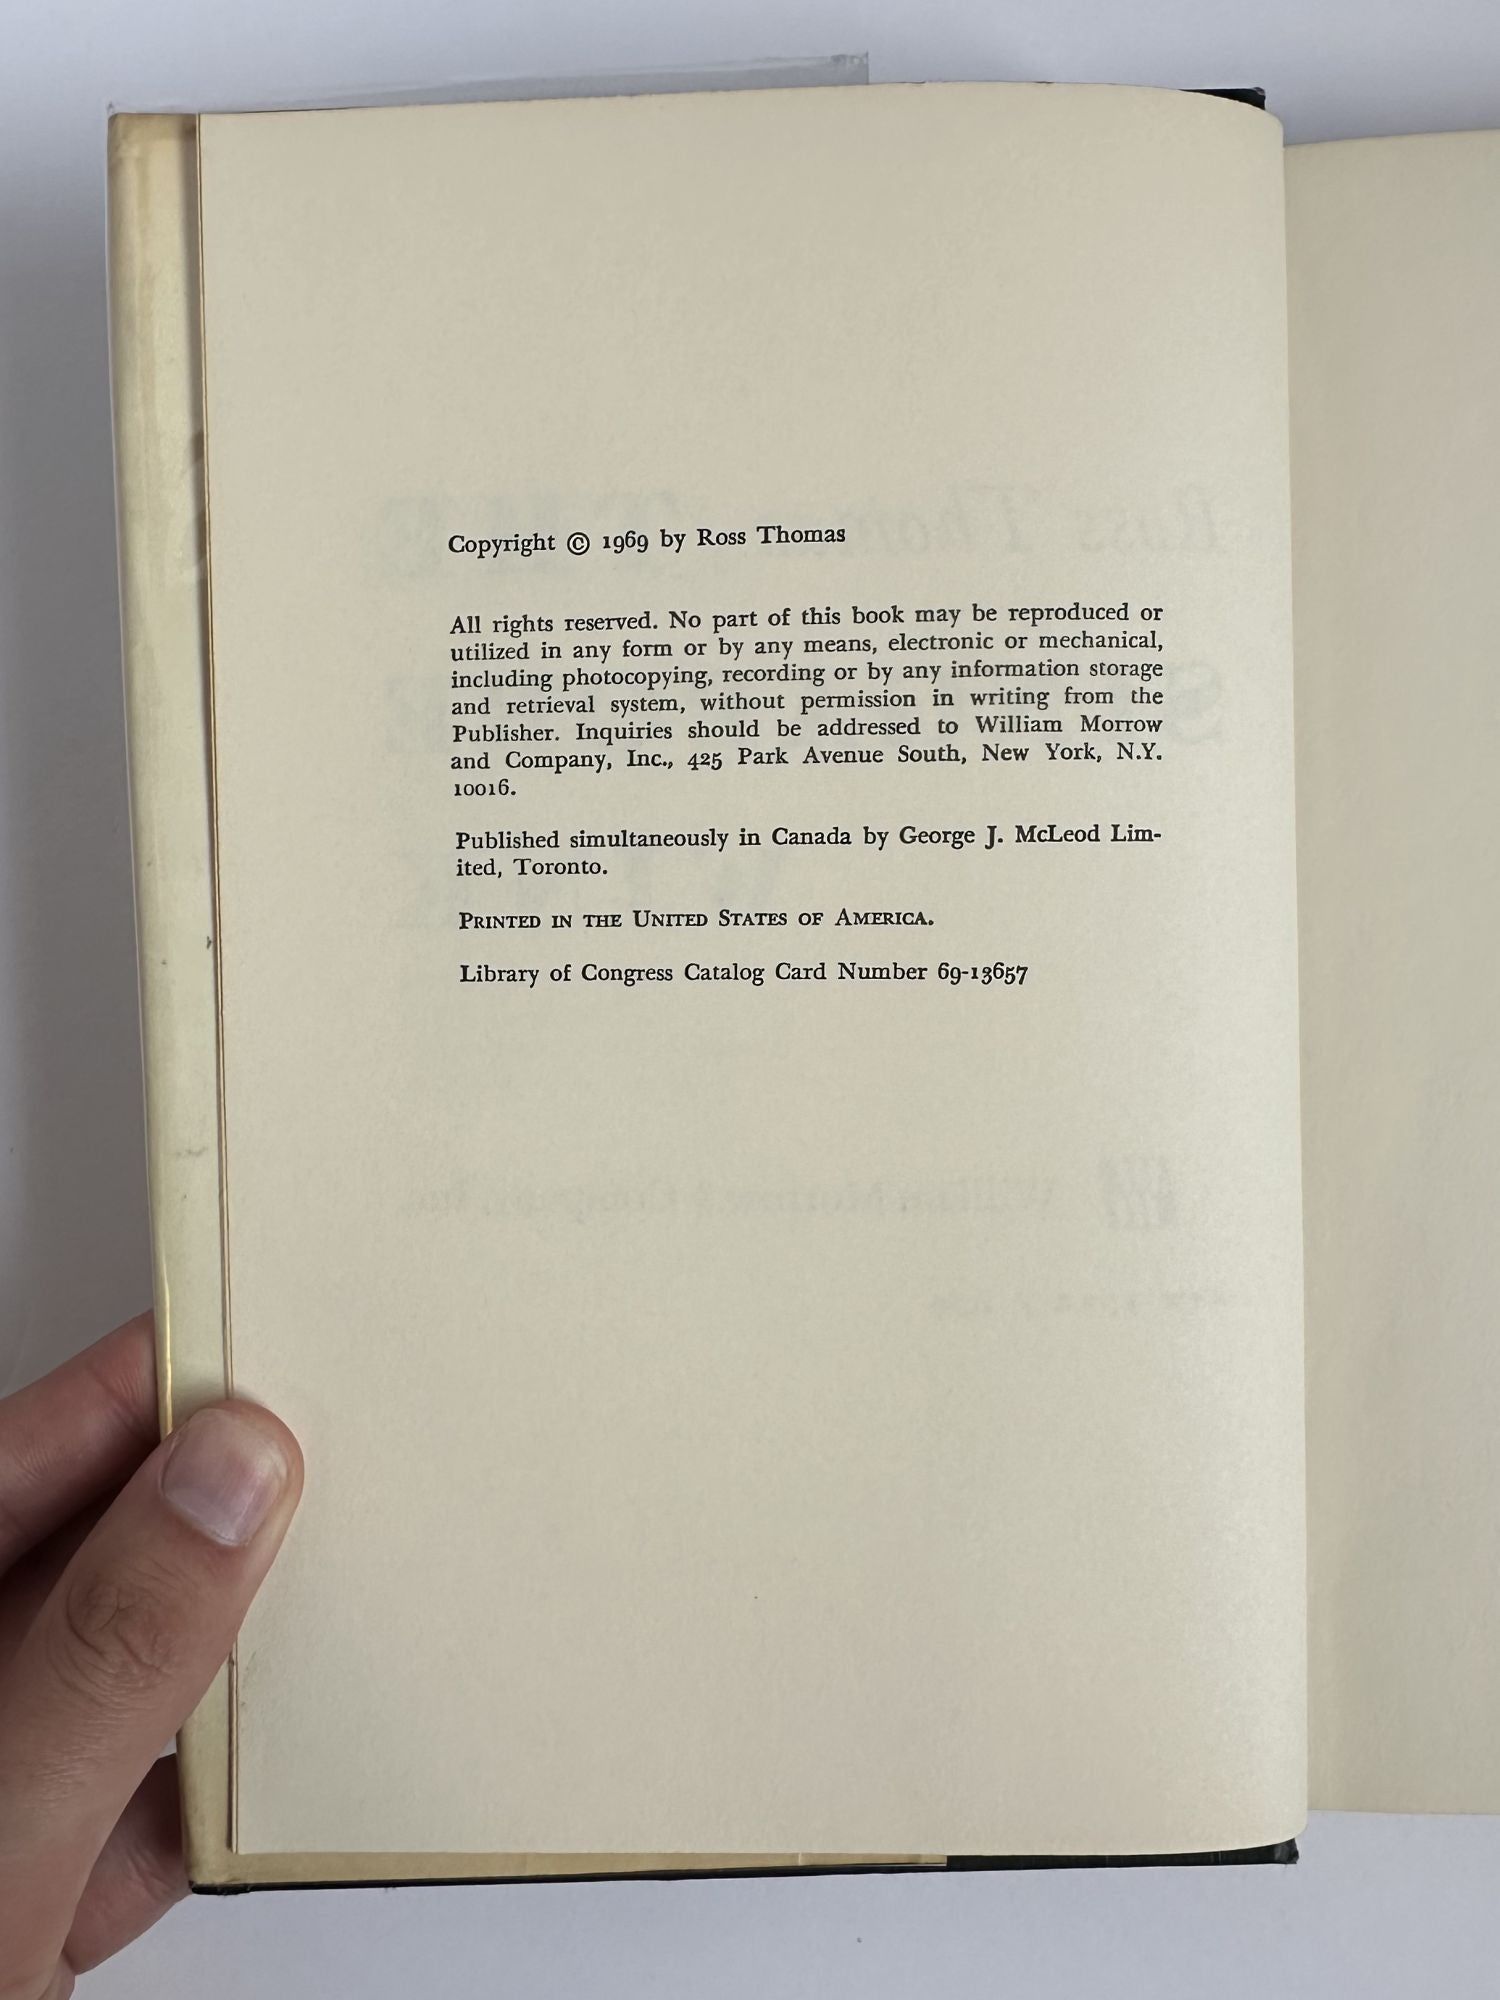 Copyright © 1969 by Ross Thomas
All rights reserved. No part of this book may be reproduced or
utilized in any form or by any means, electronic or mechanical,
including photocopying, recording or by any information storage
and retrieval system, without permission in writing from the
Publisher. Inquiries should be addressed to William Morrow
and Company, Inc., 425 Park Avenue South, New York, N.Y.
10016.
Published simultaneously in Canada by George J. McLeod Lim-
ited, Toronto.
PRINTED IN THE UNITED STATES OF AMERICA.
Library of Congress Catalog Card Number 69-13657